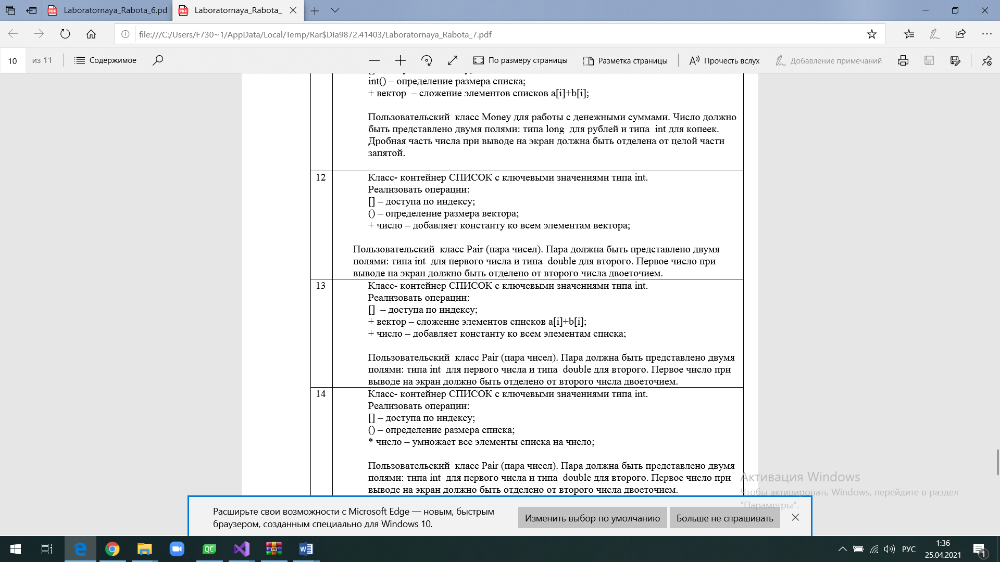 Laboratornaya_Rabota_6.pd
Laboratornaya_Rabota_
file:///C:/Users/F730~1/AppData/Local/Temp/Rar$DIa9872.41403/Laboratornaya_Rabota_7.pdf
10 из 11 Содержимое По размеру страницы Разметка страницы Прочесть вслух Добавление примечаний
int() – определение размера списка;
+ вектор – сложение элементов списков a[i]+b[i];
Пользовательский класс Money для работы с денежными суммами. Число должно
быть представлено двумя полями: типа long для рублей и типа int для копеек.
Дробная часть числа при выводе на экран должна быть отделена от целой части
запятой.
12 Класс- контейнер СПИСОК с ключевыми значениями типа int.
Реализовать операции:
[] – доступа по индексу;
() – определение размера вектора;
+ число – добавляет константу ко всем элементам вектора;
Пользовательский класс Pair (пара чисел). Пара должна быть представлено двумя
полями: типа int для первого числа и типа double для второго. Первое число при
выводе на экран должно быть отделено от второго числа двоеточием.
13 Класс- контейнер СПИСОК с ключевыми значениями типа int.
Реализовать операции:
[] – доступа по индексу;
+ вектор – сложение элементов списков a[i]+b[i];
+ число – добавляет константу ко всем элементам списка;
Пользовательский класс Pair (пара чисел). Пара должна быть представлено двумя
полями: типа int для первого числа и типа double для второго. Первое число при
выводе на экран должно быть отделено от второго числа двоеточием.
14 Класс- контейнер СПИСОК с ключевыми значениями типа int.
Реализовать операции:
[] – доступа по индексу;
() – определение размера списка;
* число – умножает все элементы списка на число;
Пользовательский класс Pair (пара чисел). Пара должна быть представлено двумя
полями: типа int для первого числа и типа double для второго. Первое число при
выводе на экран должно быть отделено от второго числа двоеточием.
Активация Windows
Чтобы активировать Windows, перейдите в раздел
"Параметры".
Расширьте свои возможности с Microsoft Edge — новым, быстрым
браузером, созданным специально для Windows 10.
Изменить выбор по умолчанию
Больше не спрашивать
QC
РУС
1:36
25.04.2021
1